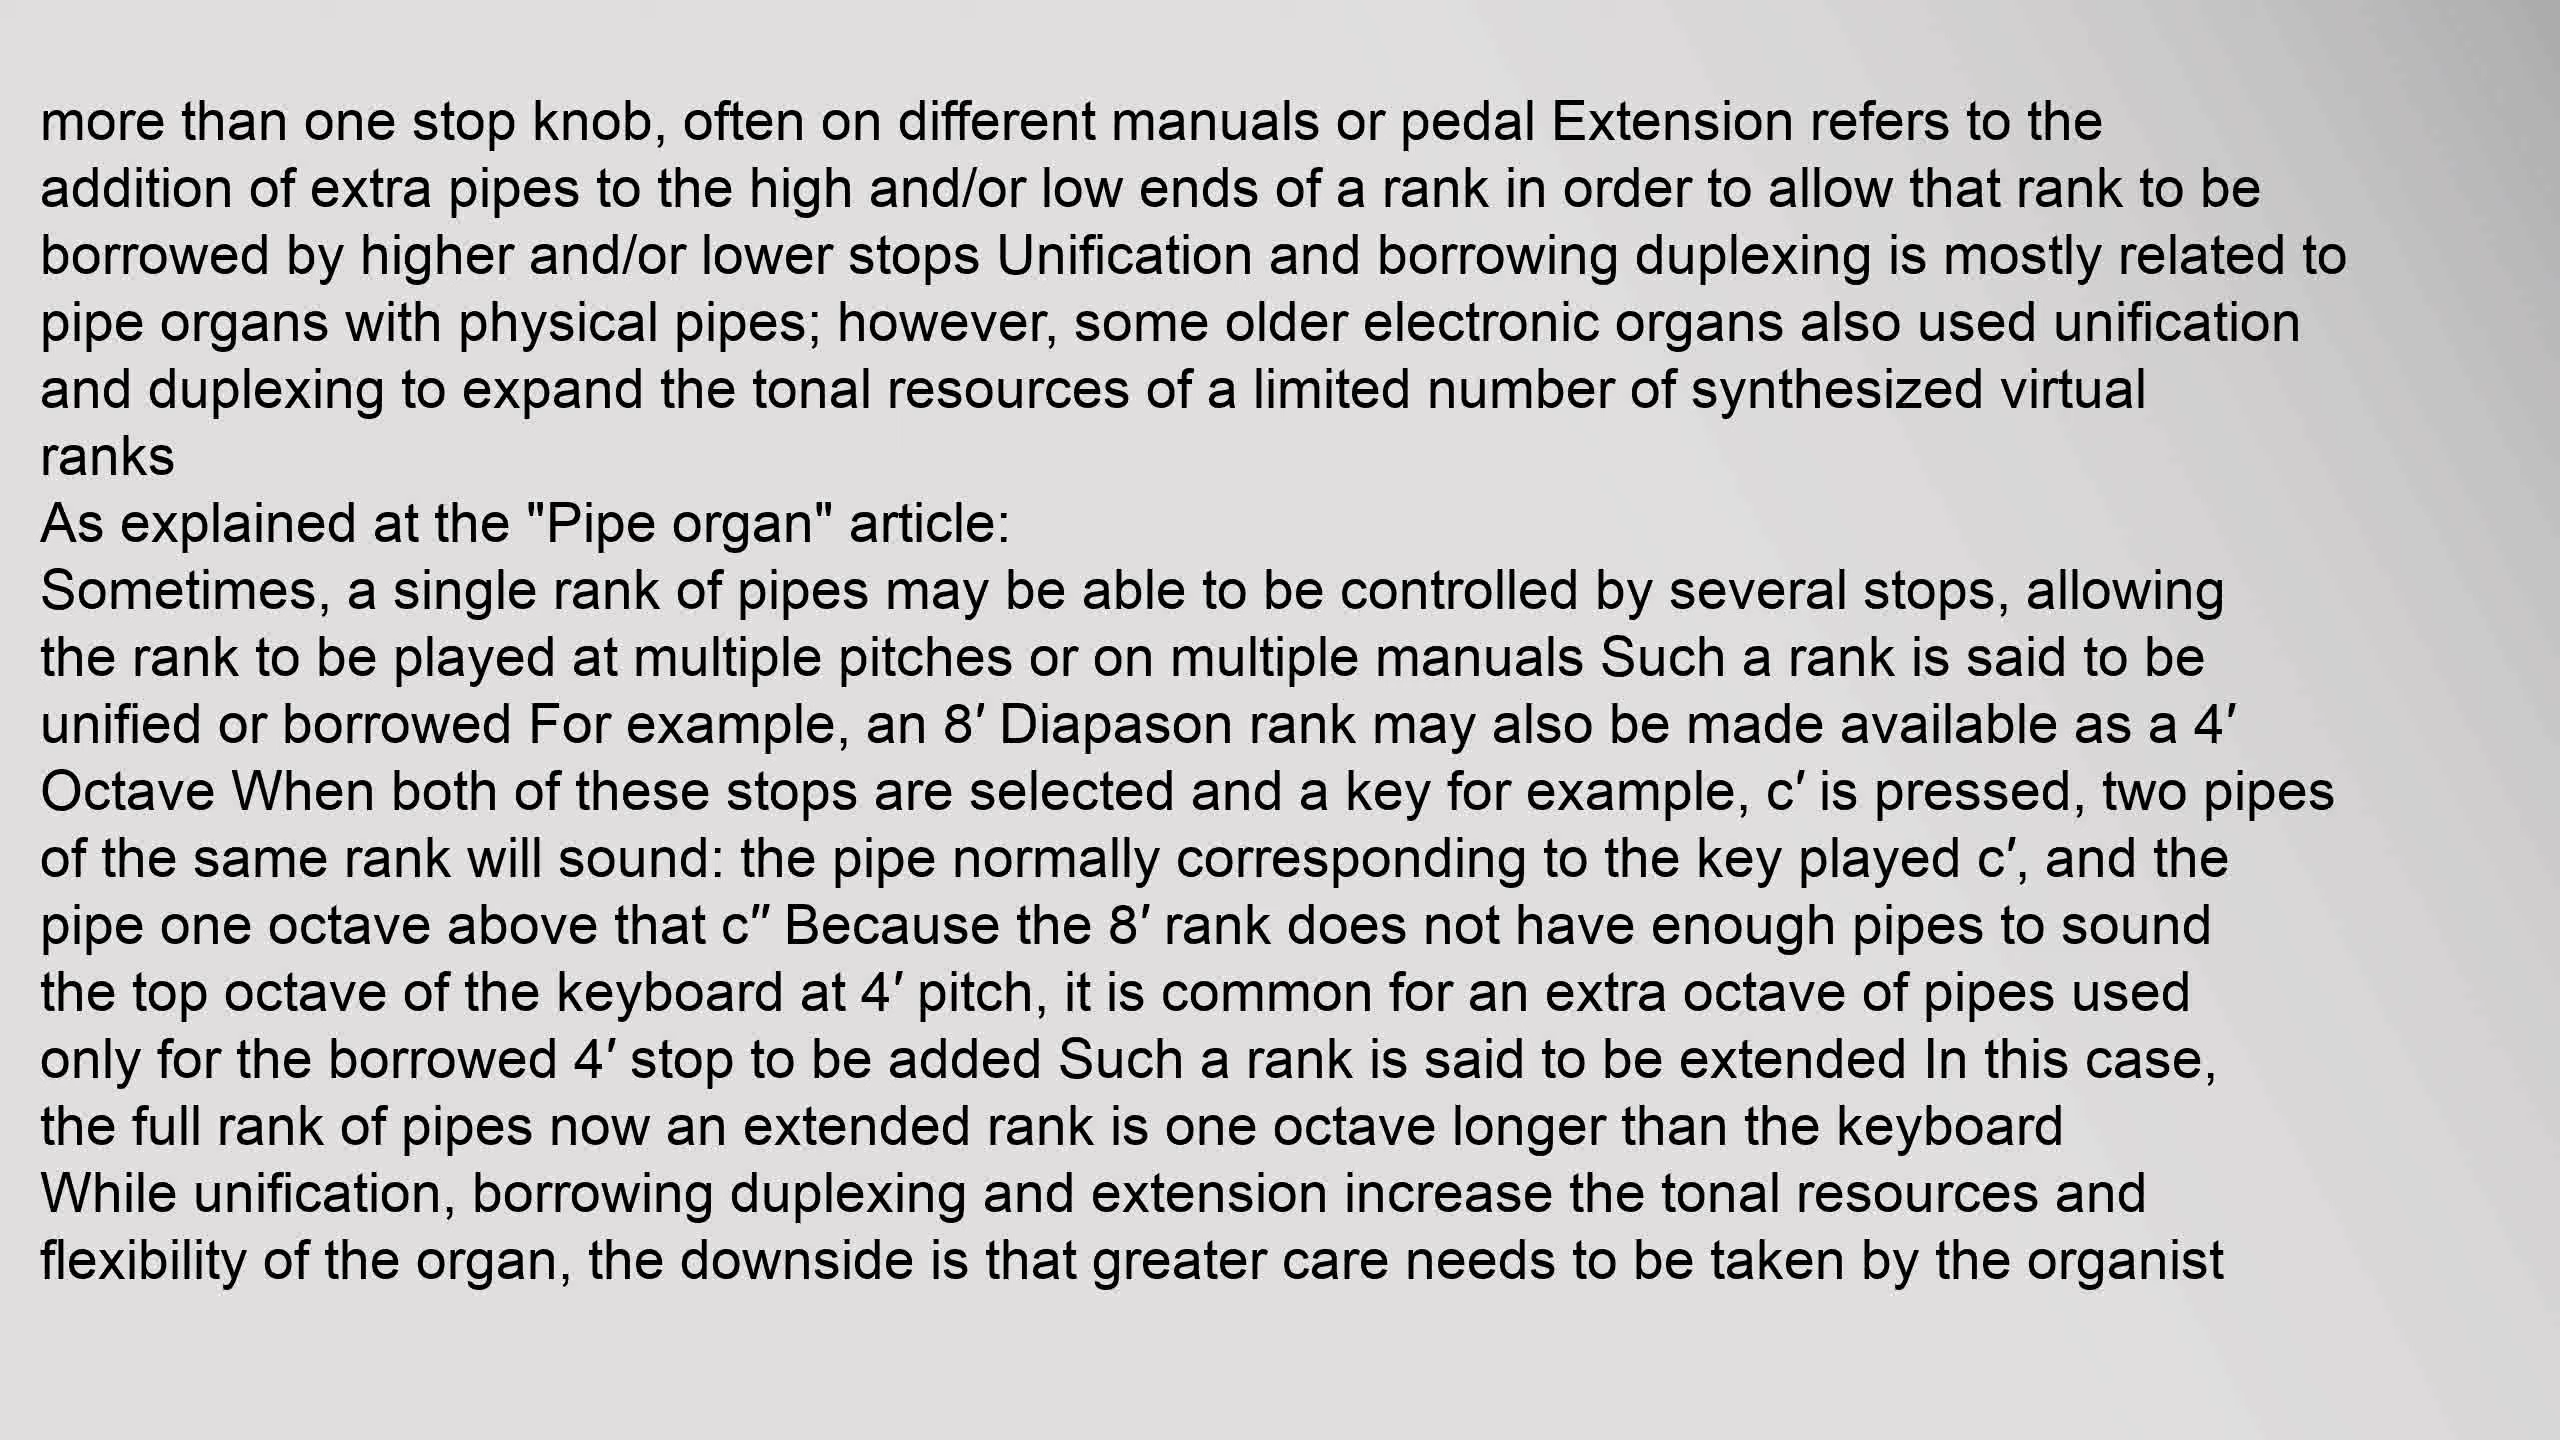 more than one stop knob, often on different manuals or pedal Extension refers to the
addition of extra pipes to the high and/or low ends of a rank in order to allow that rank to be
borrowed by higher and/or lower stops Unification and borrowing duplexing is mostly related to
pipe organs with physical pipes; however, some older electronic organs also used unification
and duplexing to expand the tonal resources of a limited number of synthesized virtual
ranks
As explained at the "Pipe organ" article:
Sometimes, a single rank of pipes may be able to be controlled by several stops, allowing
the rank to be played at multiple pitches or on multiple manuals Such a rank is said to be
unified or borrowed For example, an 8′ Diapason rank may also be made available as a 4′
Octave When both of these stops are selected and a key for example, c′ is pressed, two pipes
of the same rank will sound: the pipe normally corresponding to the key played c′, and the
pipe one octave above that c′′ Because the 8′ rank does not have enough pipes to sound
the top octave of the keyboard at 4′ pitch, it is common for an extra octave of pipes used
only for the borrowed 4′ stop to be added Such a rank is said to be extended In this case,
the full rank of pipes now an extended rank is one octave longer than the keyboard
While unification, borrowing duplexing and extension increase the tonal resources and
flexibility of the organ, the downside is that greater care needs to be taken by the organist